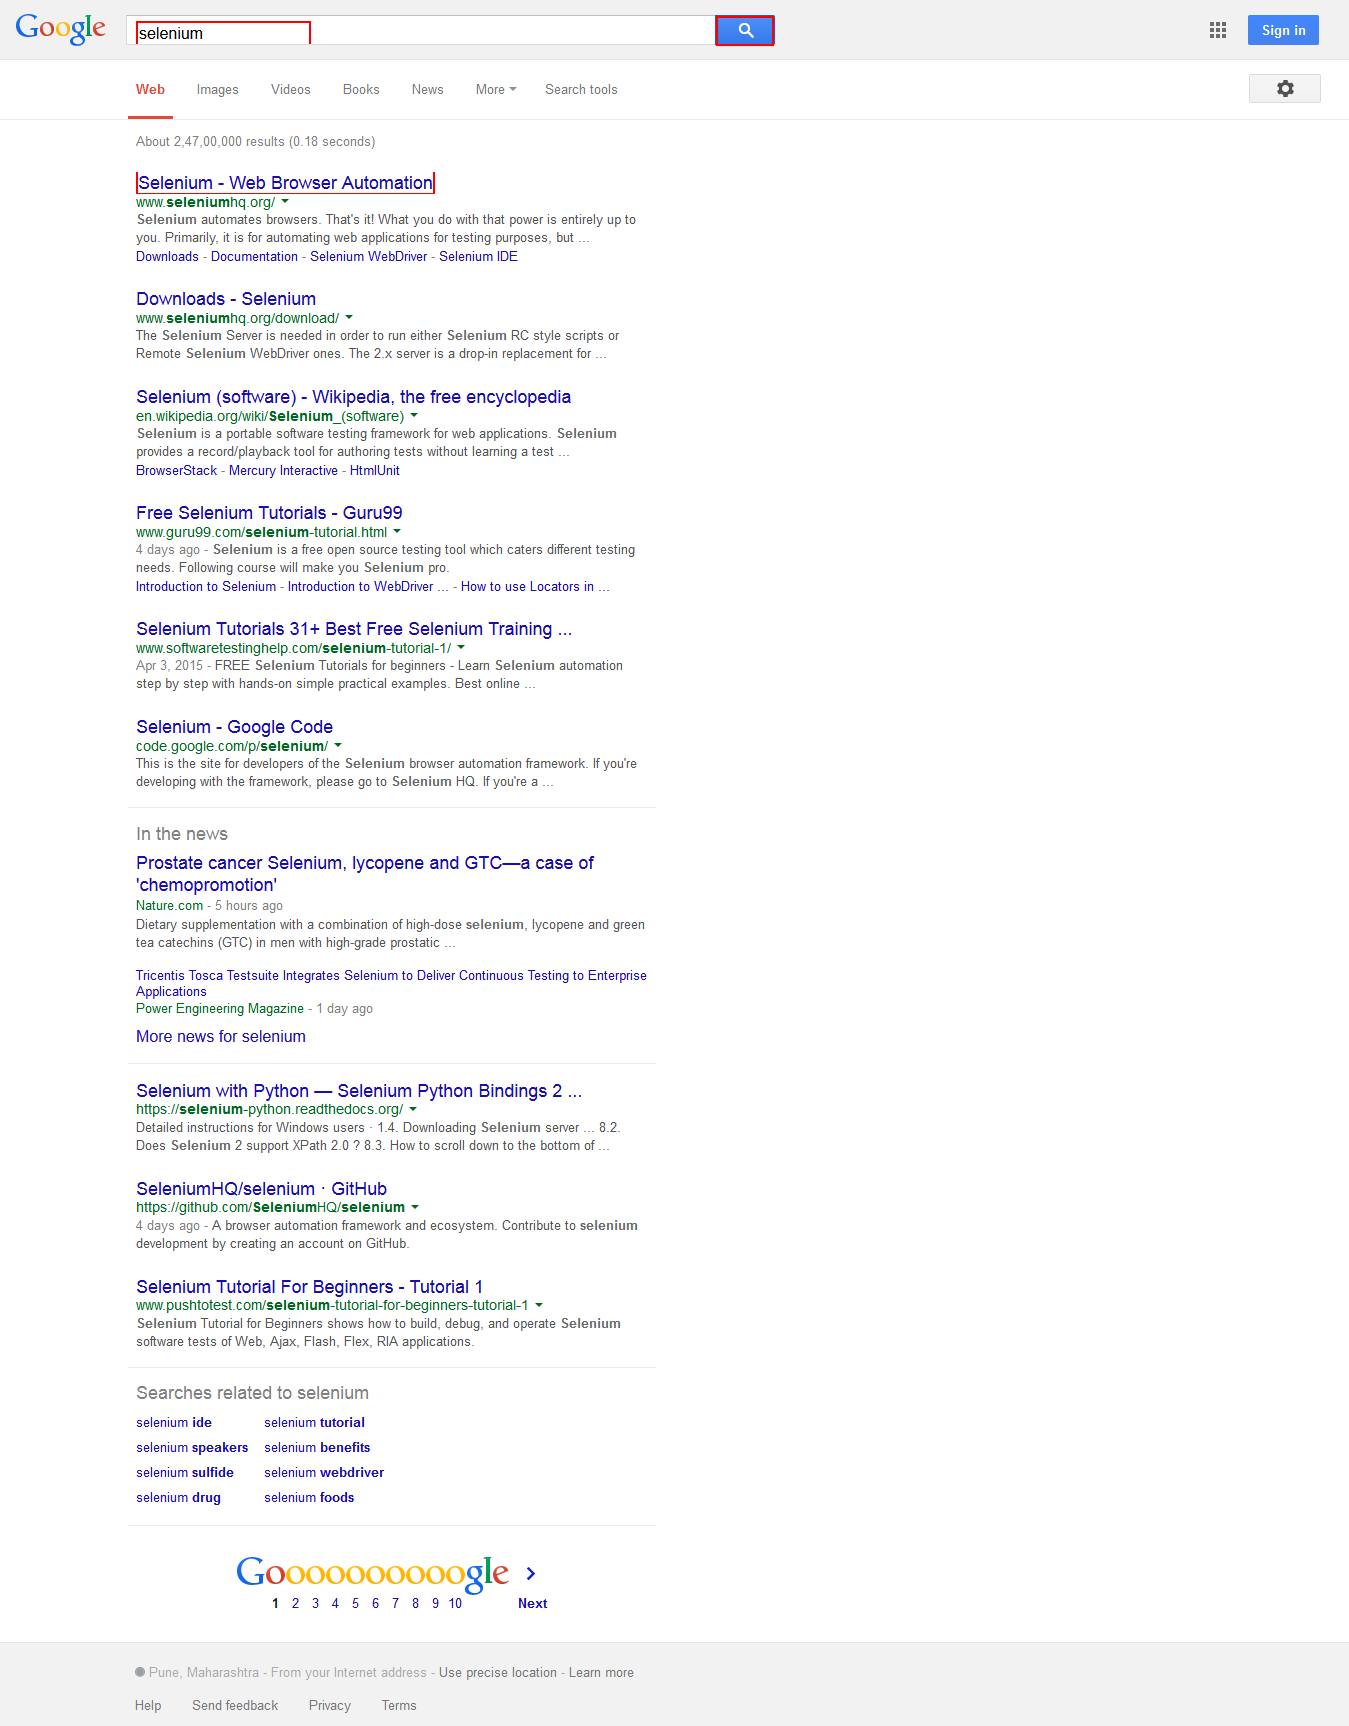 Google
selenium
Sign in
Web Images Videos Books News More Search tools
About 2,47,00,000 results (0.18 seconds)
Selenium - Web Browser Automation
www.seleniumhq.org/
Selenium automates browsers. That's it! What you do with that power is entirely up to
you. Primarily, it is for automating web applications for testing purposes, but ...
Downloads - Documentation - Selenium WebDriver - Selenium IDE
Downloads - Selenium
www.seleniumhq.org/download/
The Selenium Server is needed in order to run either Selenium RC style scripts or
Remote Selenium WebDriver ones. The 2.x server is a drop-in replacement for ...
Selenium (software) - Wikipedia, the free encyclopedia
en.wikipedia.org/wiki/Selenium_(software)
Selenium is a portable software testing framework for web applications. Selenium
provides a record/playback tool for authoring tests without learning a test ...
BrowserStack - Mercury Interactive - HtmlUnit
Free Selenium Tutorials - Guru99
www.guru99.com/selenium-tutorial.html
4 days ago - Selenium is a free open source testing tool which caters different testing
needs. Following course will make you Selenium pro.
Introduction to Selenium - Introduction to WebDriver ... - How to use Locators in ...
Selenium Tutorials 31+ Best Free Selenium Training ...
www.softwaretestinghelp.com/selenium-tutorial-1/
Apr 3, 2015 - FREE Selenium Tutorials for beginners - Learn Selenium automation
step by step with hands-on simple practical examples. Best online ...
Selenium - Google Code
code.google.com/p/selenium/
This is the site for developers of the Selenium browser automation framework. If you're
developing with the framework, please go to Selenium HQ. If you're a ...
In the news
Prostate cancer Selenium, lycopene and GTC—a case of
'chemopromotion'
Nature.com - 5 hours ago
Dietary supplementation with a combination of high-dose selenium, lycopene and green
tea catechins (GTC) in men with high-grade prostatic ...
Tricentis Tosca Testsuite Integrates Selenium to Deliver Continuous Testing to Enterprise
Applications
Power Engineering Magazine - 1 day ago
More news for selenium
Selenium with Python — Selenium Python Bindings 2 ...
https://selenium-python.readthedocs.org/
Detailed instructions for Windows users · 1.4. Downloading Selenium server ... 8.2.
Does Selenium 2 support XPath 2.0 ? 8.3. How to scroll down to the bottom of ...
SeleniumHQ/selenium · GitHub
https://github.com/SeleniumHQ/selenium
4 days ago - A browser automation framework and ecosystem. Contribute to selenium
development by creating an account on GitHub.
Selenium Tutorial For Beginners - Tutorial 1
www.pushtotest.com/selenium-tutorial-for-beginners-tutorial-1
Selenium Tutorial for Beginners shows how to build, debug, and operate Selenium
software tests of Web, Ajax, Flash, Flex, RIA applications.
Searches related to selenium
selenium ide selenium tutorial
selenium speakers selenium benefits
selenium sulfide selenium webdriver
selenium drug selenium foods
Goooooooooogle
1 2 3 4 5 6 7 8 9 10 Next
Pune, Maharashtra - From your Internet address - Use precise location - Learn more
Help Send feedback Privacy Terms